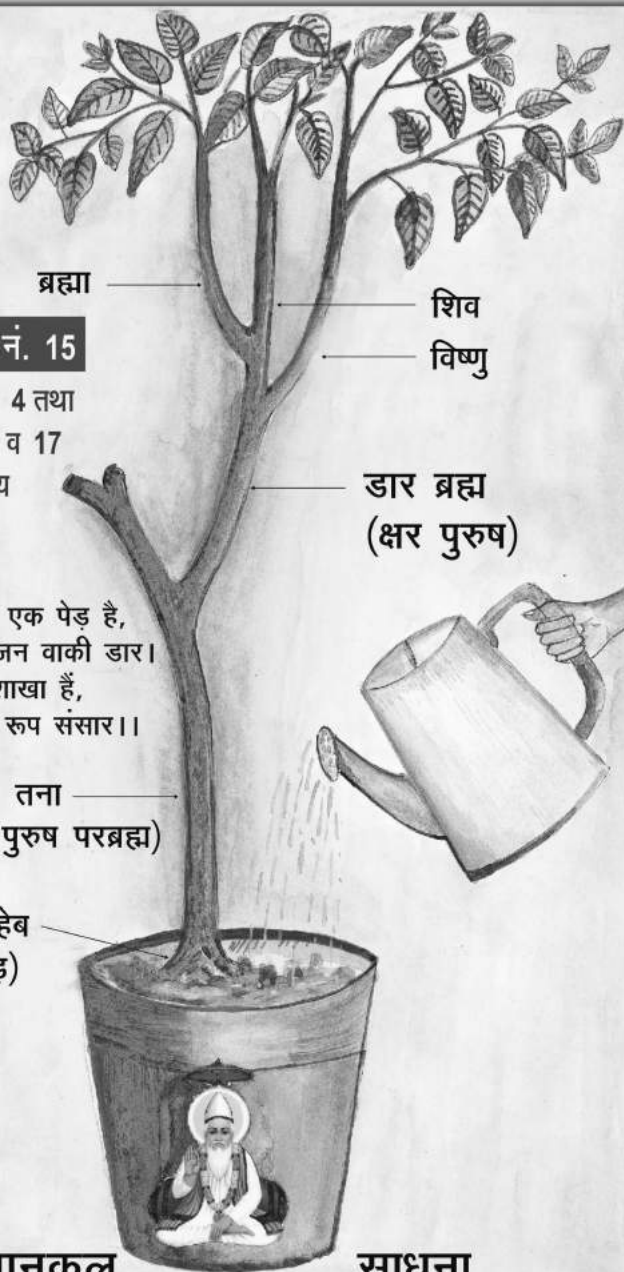 ब्रह्मा
शिव
नं. 15
विष्णु
4 तथा
व 17
य
डार ब्रह्म
(क्षर पुरुष)
एक पेड़ है,
जन वाकी डार।
शाखा हैं,
रूप संसार।।
तना
पुरुष परब्रह्म)
साधना